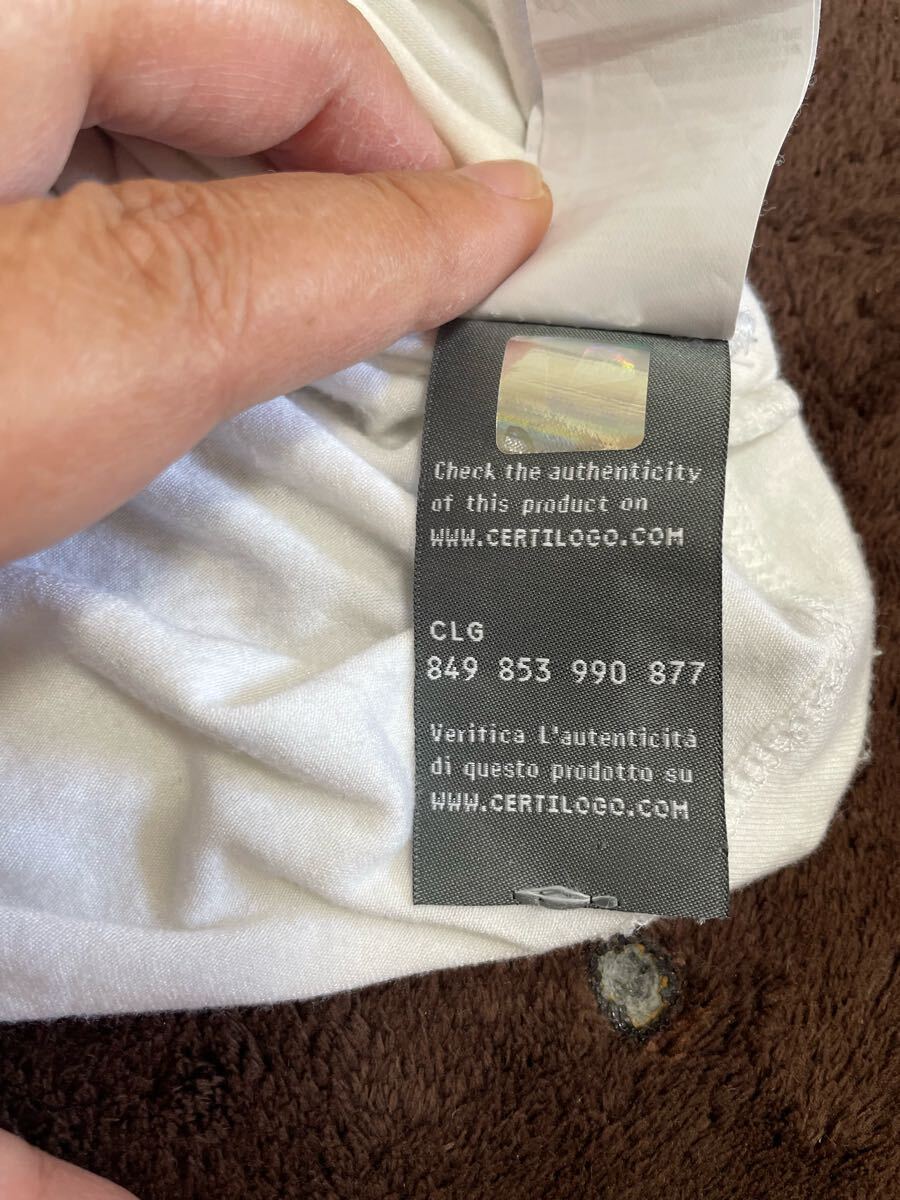 Check the authenticity
of this product on
WWW.CERTILOGO.COM
CLG
849 853 990 877
Verifica L'autenticità
di questo prodotto su
WWW.CERTILOGO.COM